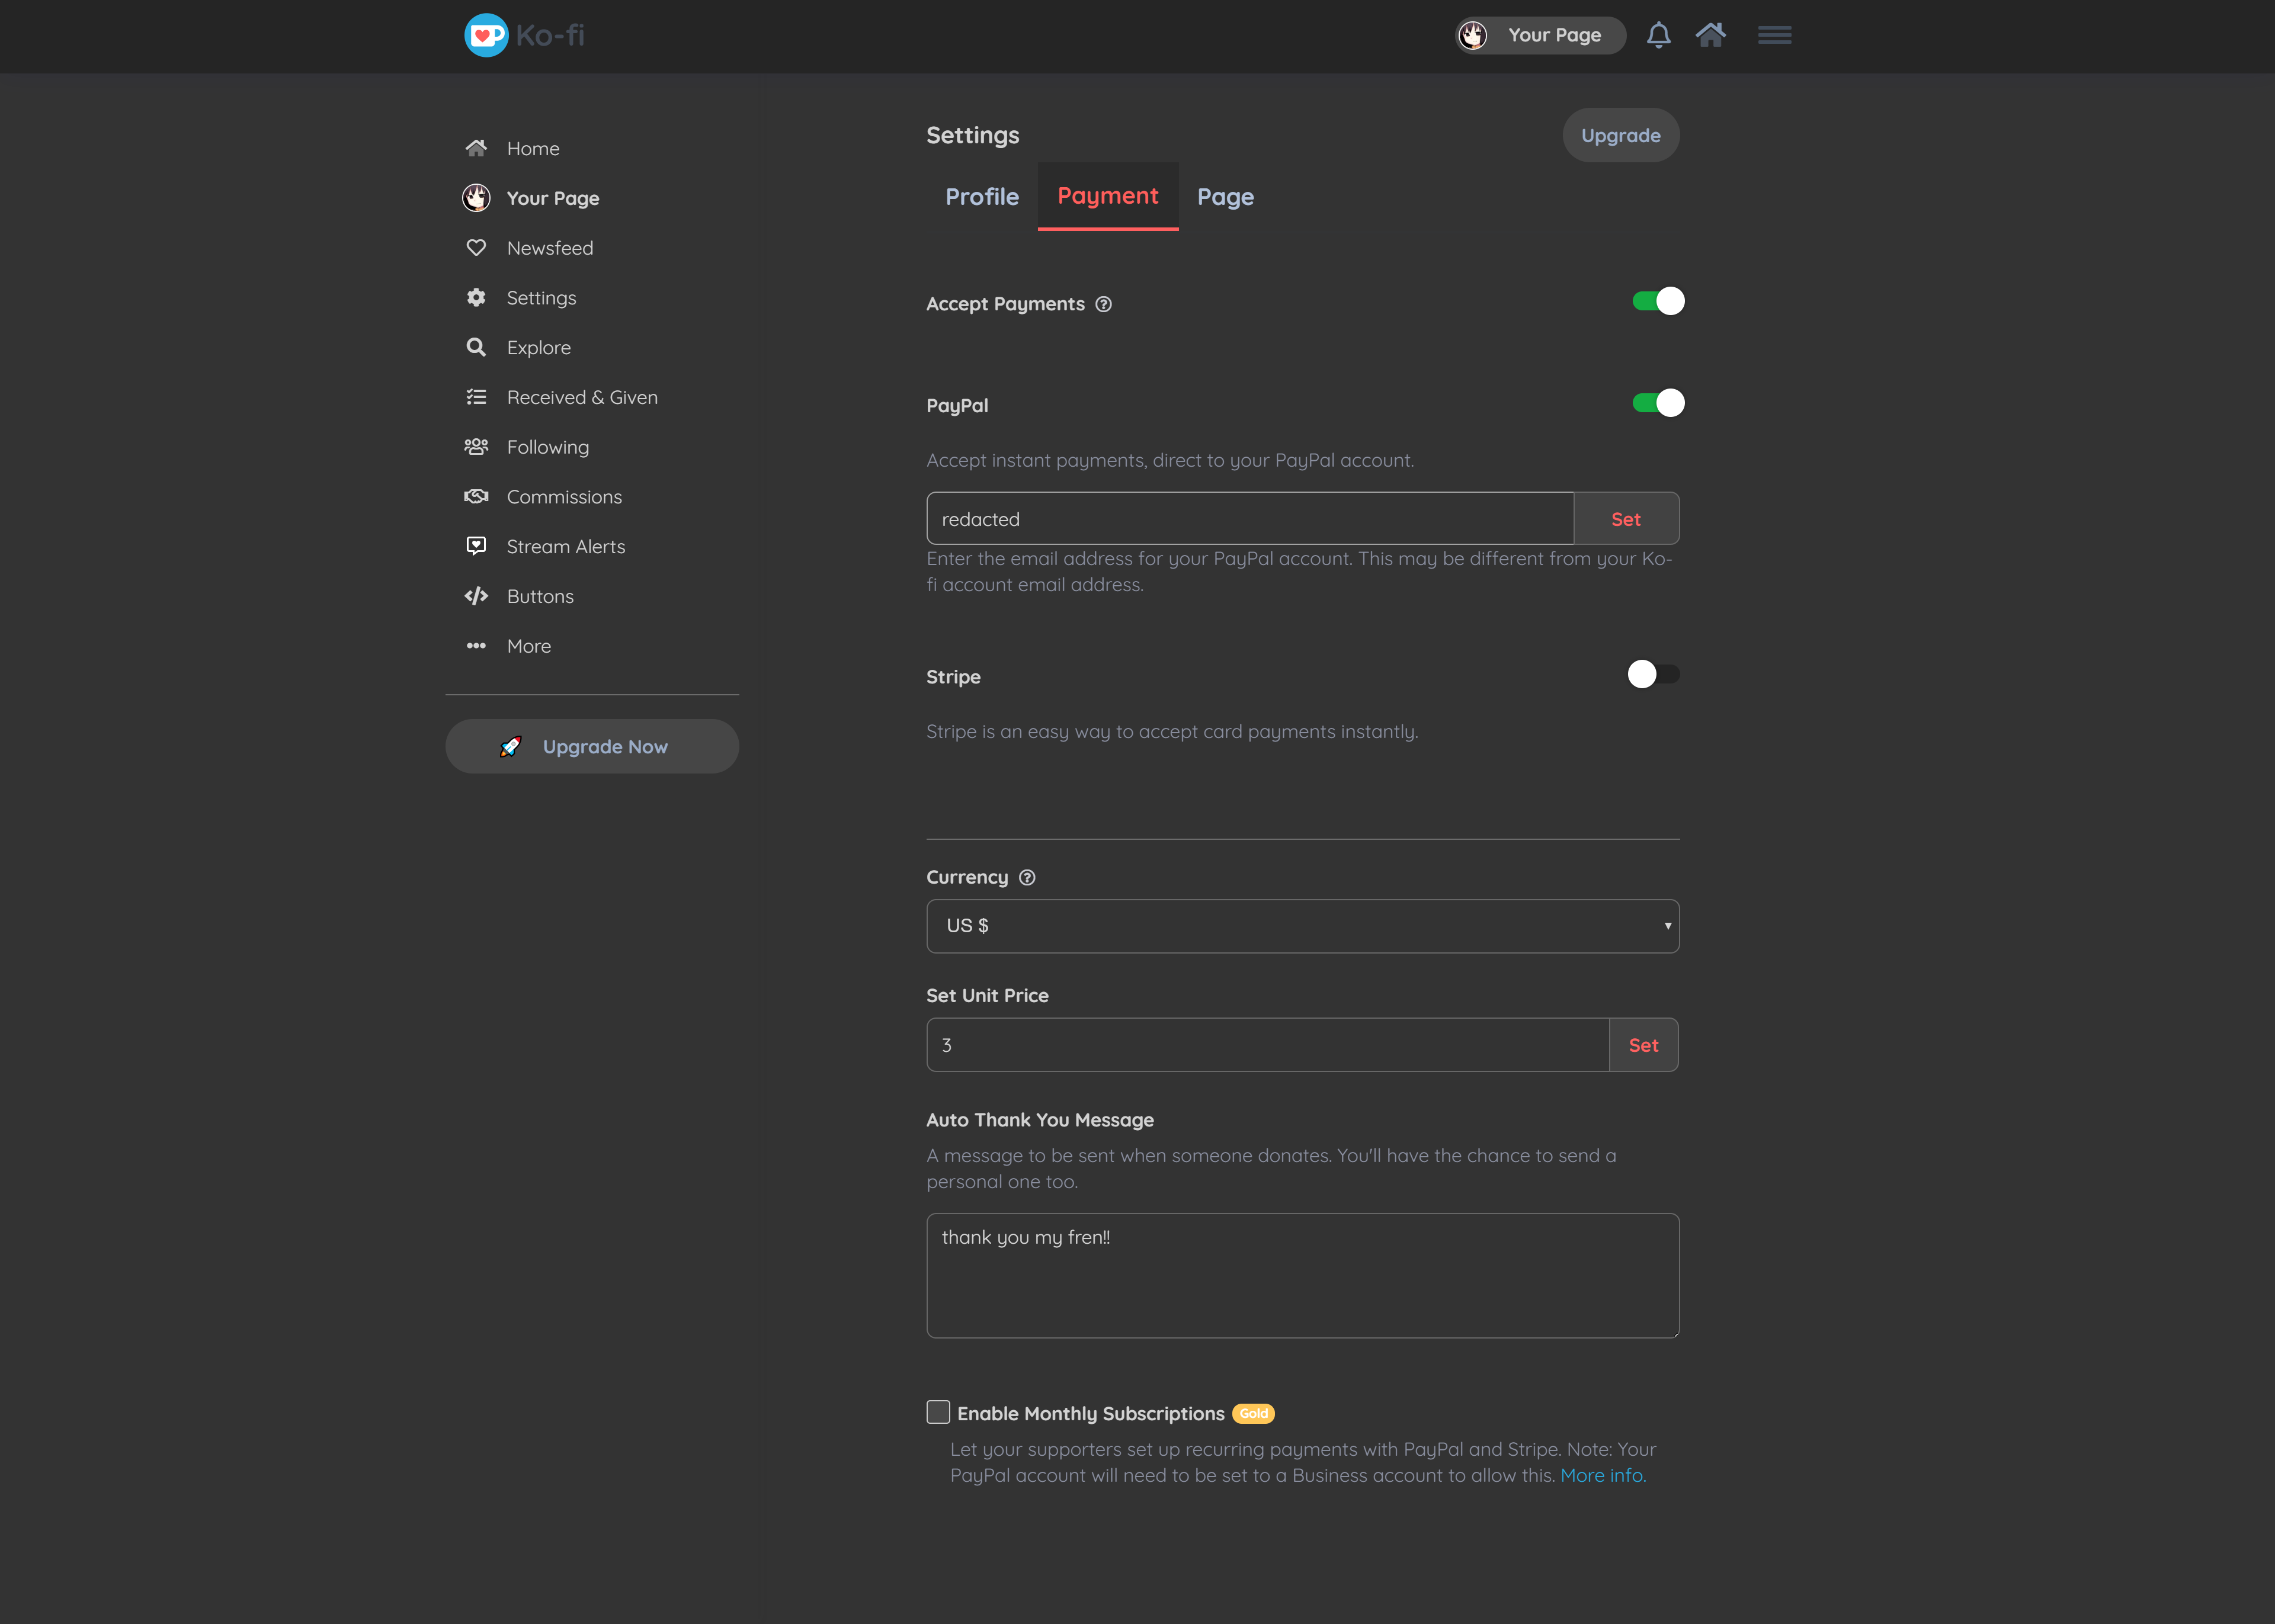 Ko-fi
Your Page
Home
Your Page
Newsfeed
Settings
Explore
Received & Given
Following
Commissions
Stream Alerts
Buttons
More
Upgrade Now
Settings
Upgrade
Profile
Payment
Page
Accept Payments
PayPal
Accept instant payments, direct to your PayPal account.
redacted
Set
Enter the email address for your PayPal account. This may be different from your Ko-
fi account email address.
Stripe
Stripe is an easy way to accept card payments instantly.
Currency
US $
Set Unit Price
3
Set
Auto Thank You Message
A message to be sent when someone donates. You'll have the chance to send a
personal one too.
thank you my fren!!
Enable Monthly Subscriptions Gold
Let your supporters set up recurring payments with PayPal and Stripe. Note: Your
PayPal account will need to be set to a Business account to allow this. More info.